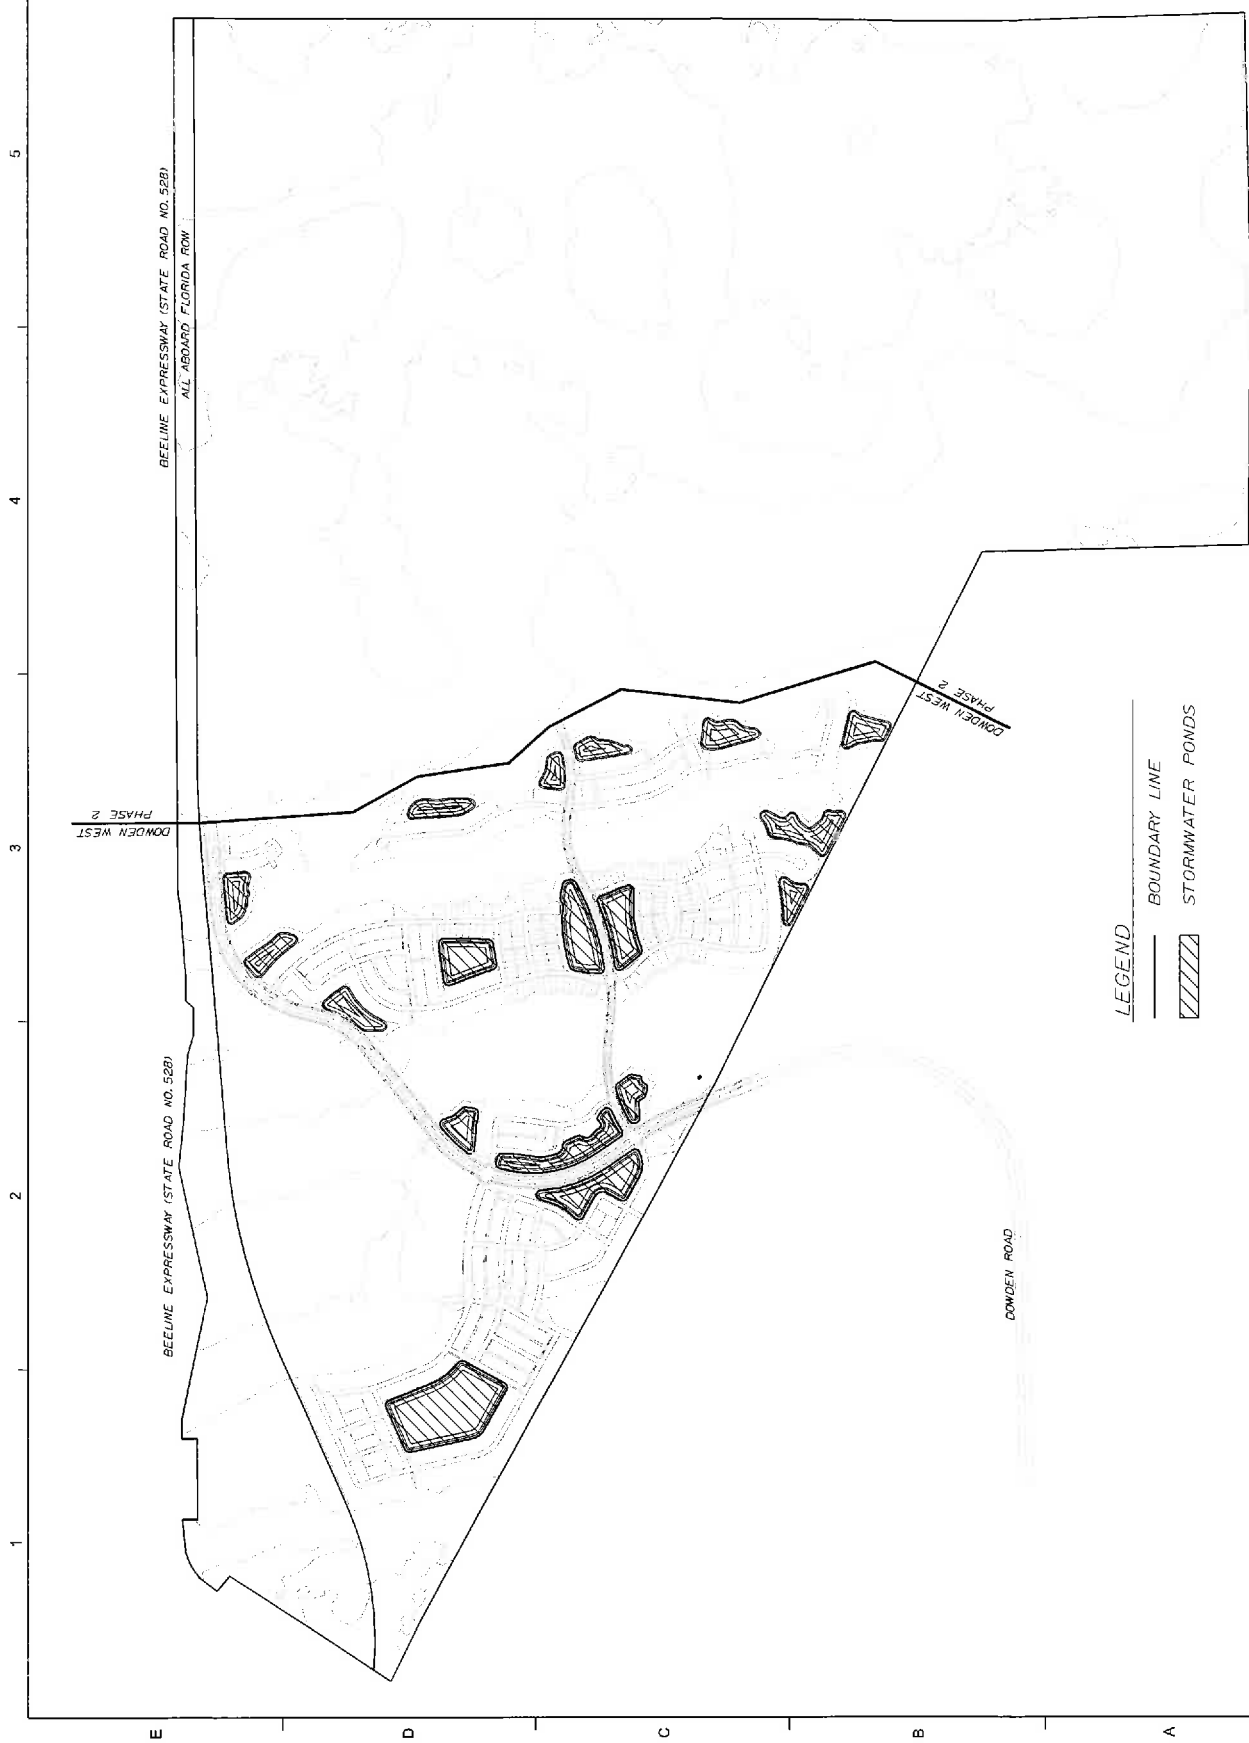 1
2
3
4
5
E
D
C
B
A
BEELINE EXPRESSWAY (STATE ROAD NO. 528)
BEELINE EXPRESSWAY (STATE ROAD NO. 528)
ALL ABOARD FLORIDA ROW
DOWDEN WEST
PHASE 2
DOWDEN WEST
PHASE 2
DOWDEN ROAD
LEGEND
BOUNDARY LINE
STORMWATER PONDS